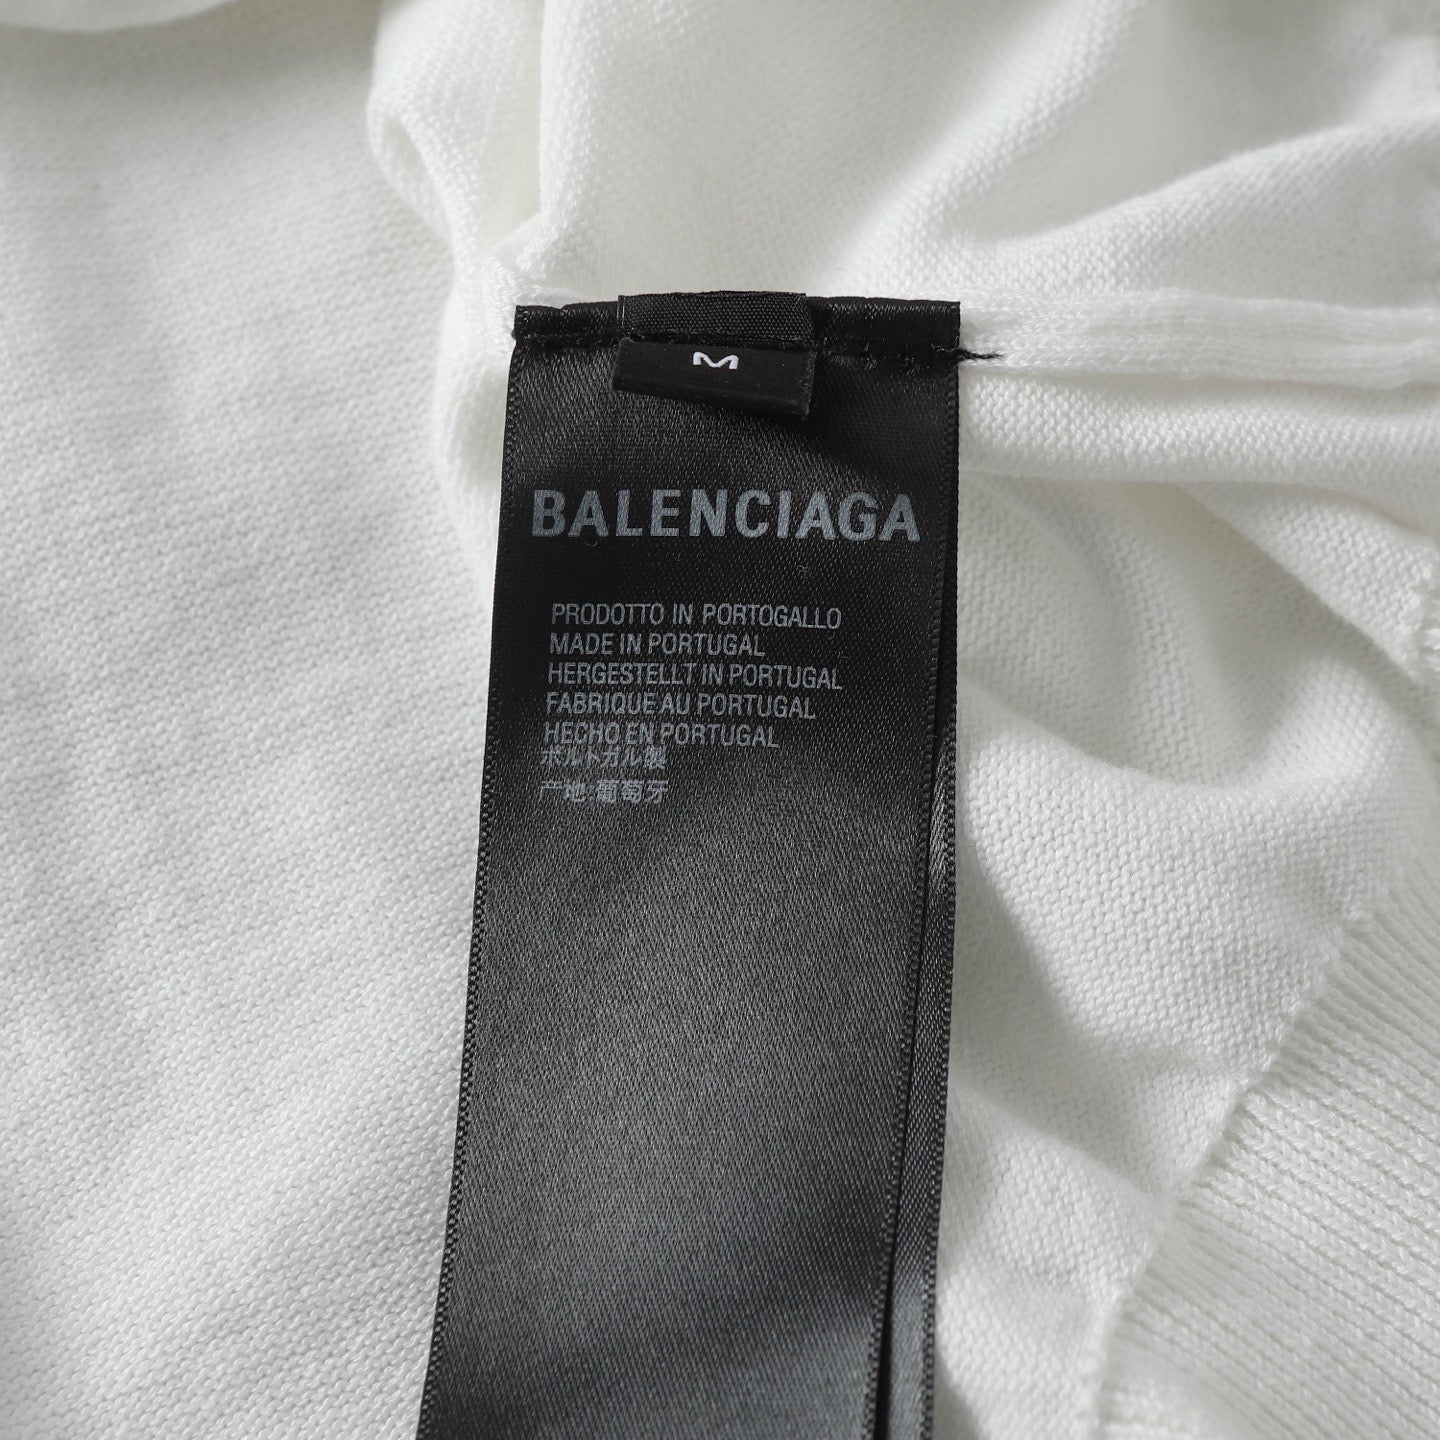 M
BALENCIAGA
PRODOTTO IN PORTOGALLO
MADE IN PORTUGAL
HERGESTELLT IN PORTUGAL
FABRIQUE AU PORTUGAL
HECHO EN PORTUGAL
ポルトガル製
产地:葡萄牙